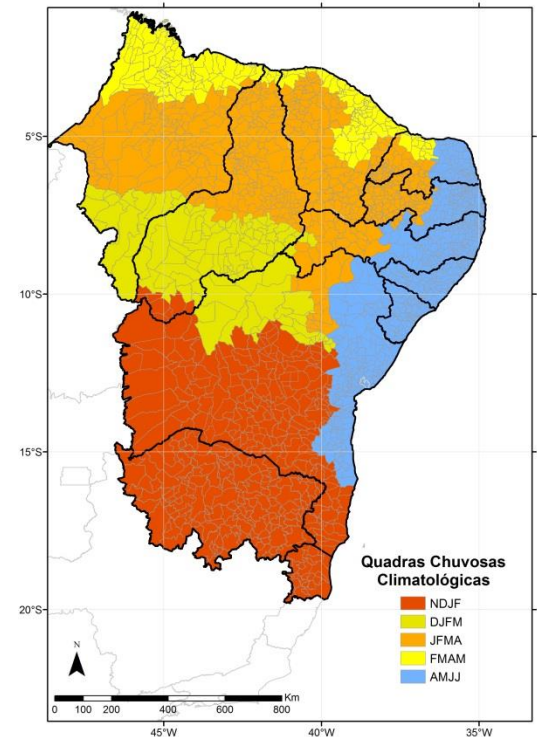 5°S
10°S
15°S
20°S
Quadras Chuvosas
Climatológicas
NDJF
DJFM
JFMA
FMAM
AMJJ
N
Km
0 100 200 400 600 800
45°W 40°W 35°W